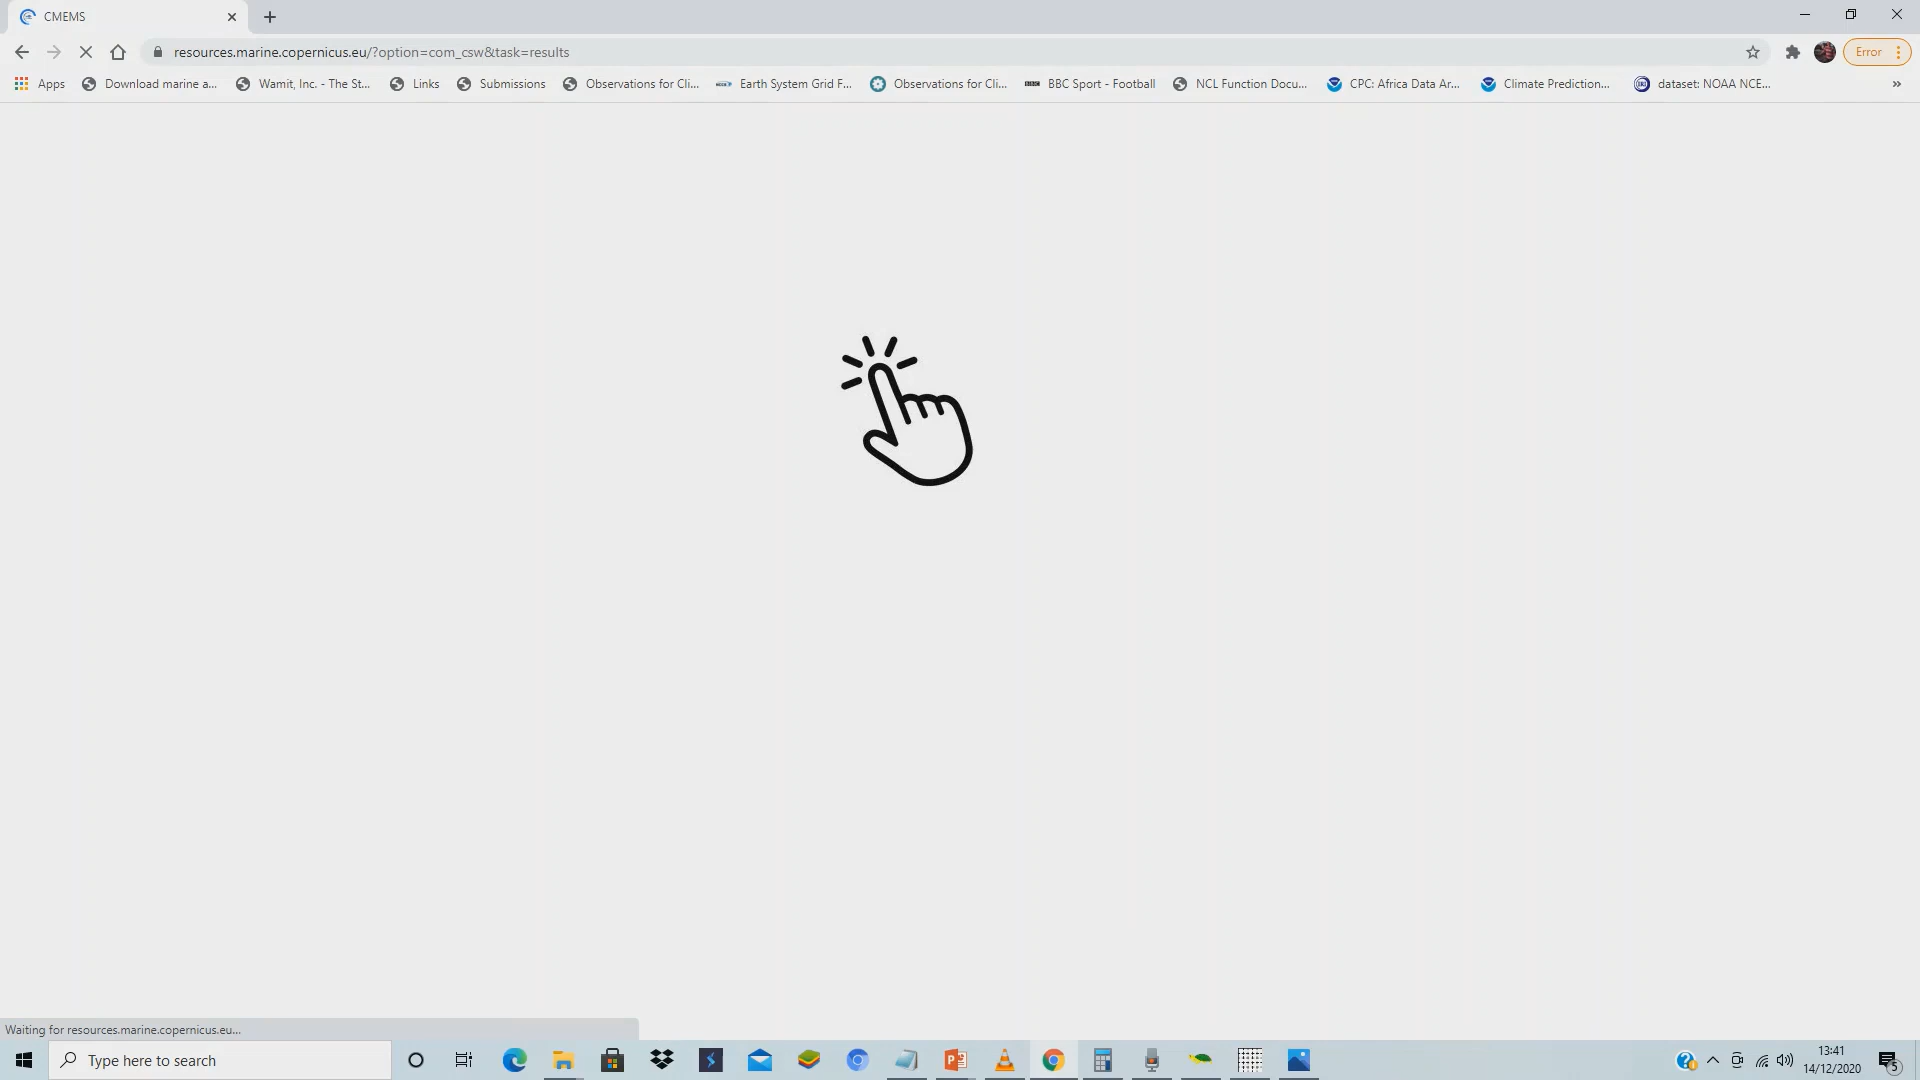 CMEMS
resources.marine.copernicus.eu/?option=com_csw&task=results
Error
Apps
Download marine a...
Wamit, Inc. - The St...
Links
Submissions
Observations for Cli...
Earth System Grid F...
Observations for Cli...
BBC Sport - Football
NCL Function Docu...
CPC: Africa Data Ar...
Climate Prediction...
dataset: NOAA NCE...
Waiting for resources.marine.copernicus.eu...
Type here to search
13:41
14/12/2020
5